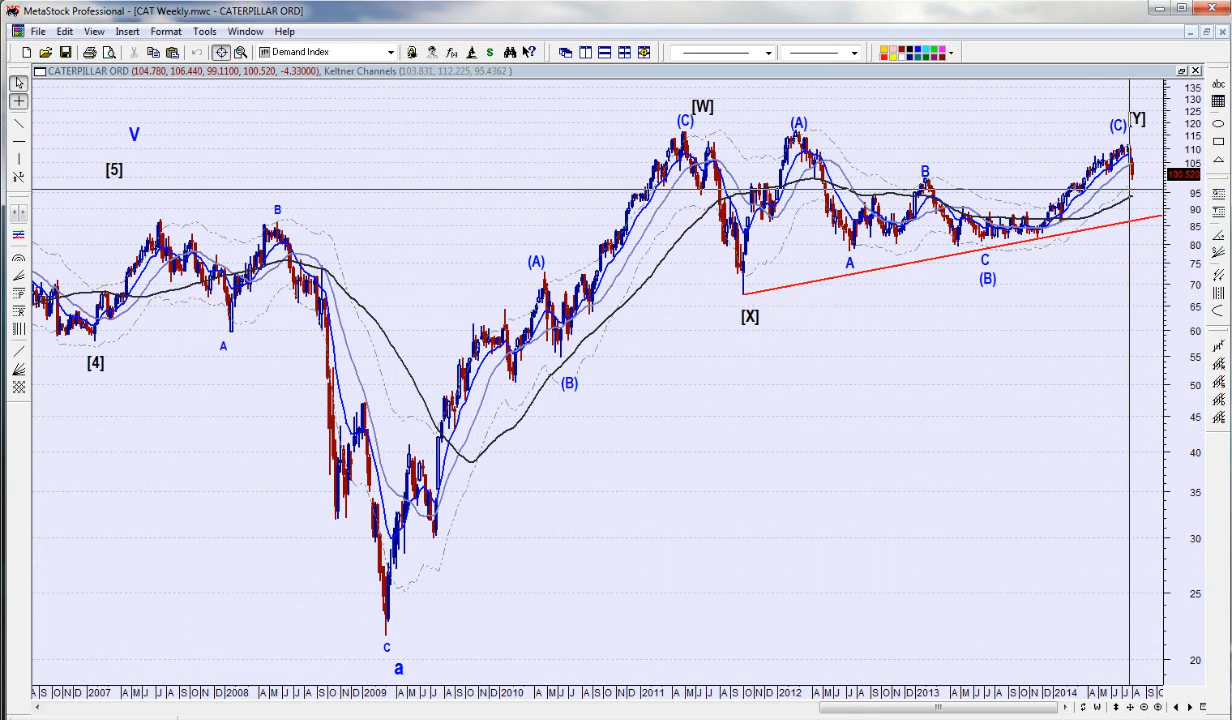 MetaStock Professional - [CAT Weekly.mwc - CATERPILLAR ORD]
File Edit View Insert Format Tools Window Help
Demand Index
CATERPILLAR ORD (104.780, 106.440, 99.1100, 100.520, -4.33000), Keltner Channels (103.831, 112.225, 95.4362 )
abc
135
130
125
120
115
110
105
100.520
95
90
85
80
75
70
65
60
55
50
45
40
35
30
25
20
V
[5]
[4]
B
A
C
a
(A)
(B)
(C)
[W]
[X]
(A)
A
B
C
(B)
(C)
[Y]
A S O N D 2007 A M J J A S O N D 2008 A M J J A S O N D 2009 A M J J A S O N D 2010 A M J J A S O N D 2011 M A M J J A S O N D 2012 A M J J A S O N D 2013 A M J J A S O N D 2014 A M J J A S O